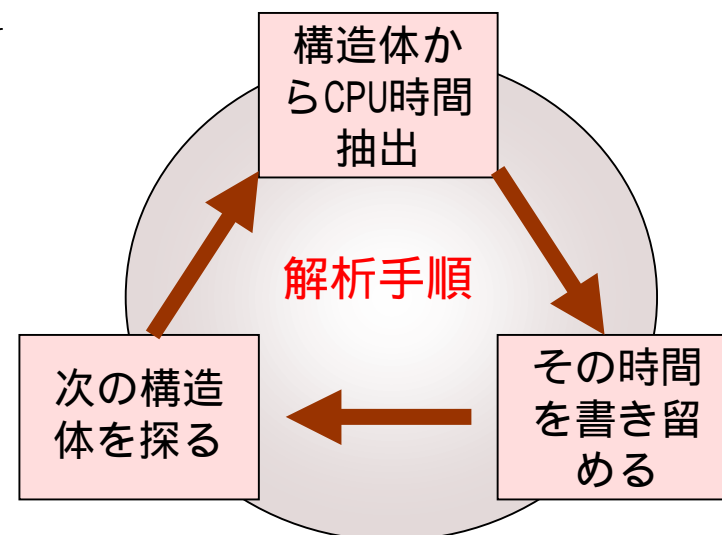 構造体か
らCPU時間
抽出
解析手順
次の構造
体を探る
その時間
を書き留
める